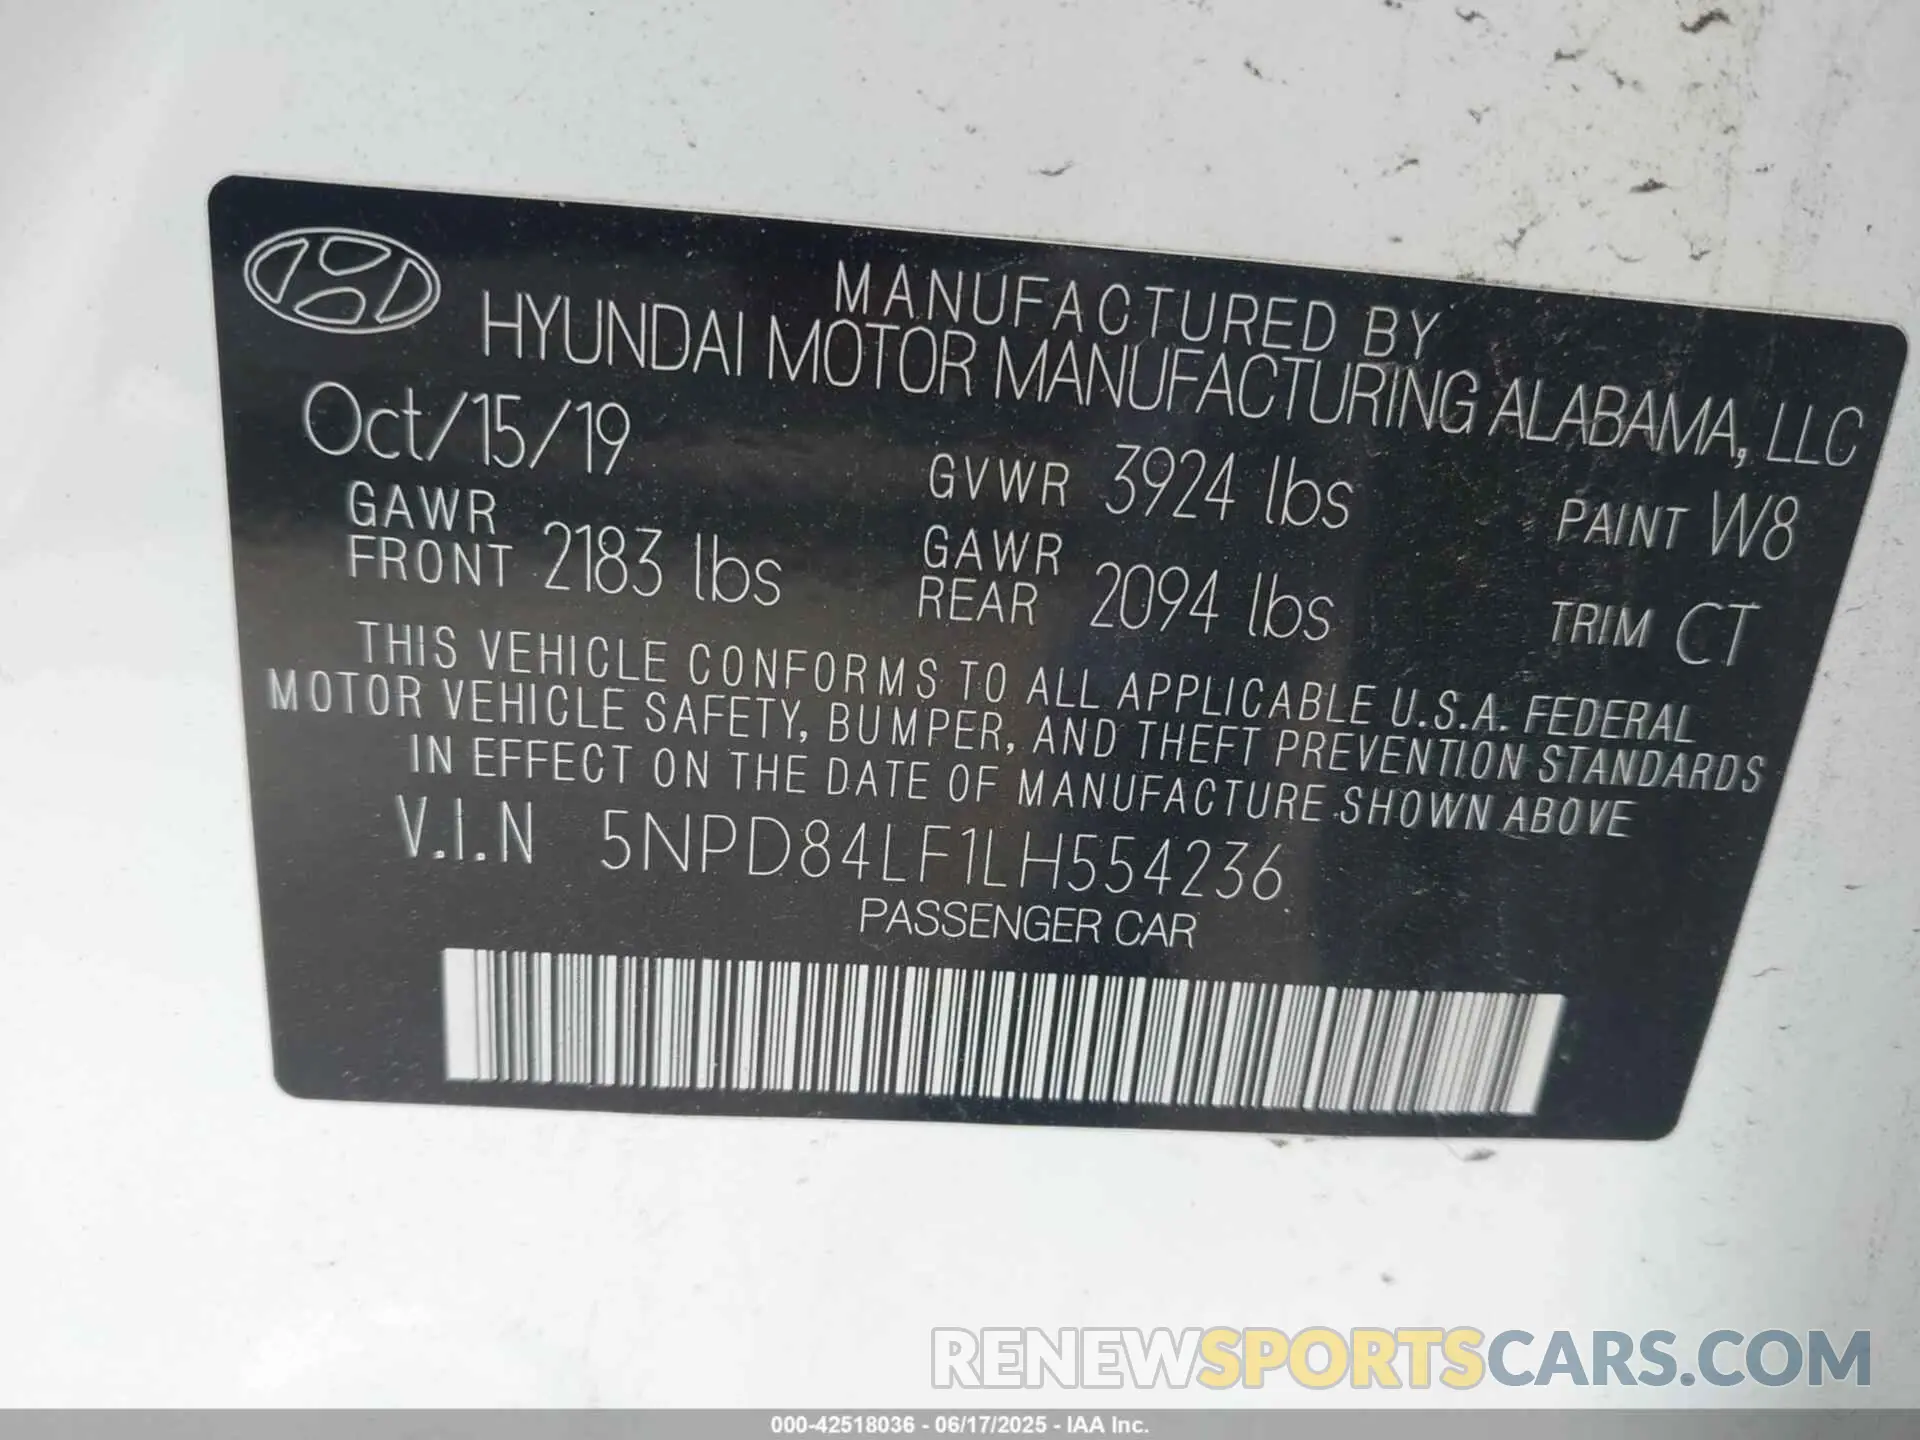 MANUFACTURED BY
HYUNDAI MOTOR MANUFACTURING ALABAMA, LLC
Oct/15/19
GVWR 3924 lbs
PAINT W8
GAWR FRONT 2183 lbs
GAWR REAR 2094 lbs
TRIM CT
THIS VEHICLE CONFORMS TO ALL APPLICABLE U.S.A. FEDERAL
MOTOR VEHICLE SAFETY, BUMPER, AND THEFT PREVENTION STANDARDS
IN EFFECT ON THE DATE OF MANUFACTURE SHOWN ABOVE
V.I.N 5NPD84LF1LH554236
PASSENGER CAR
RENEWSPORTSCARS.COM
000-42518036 - 06/17/2025 - IAA Inc.